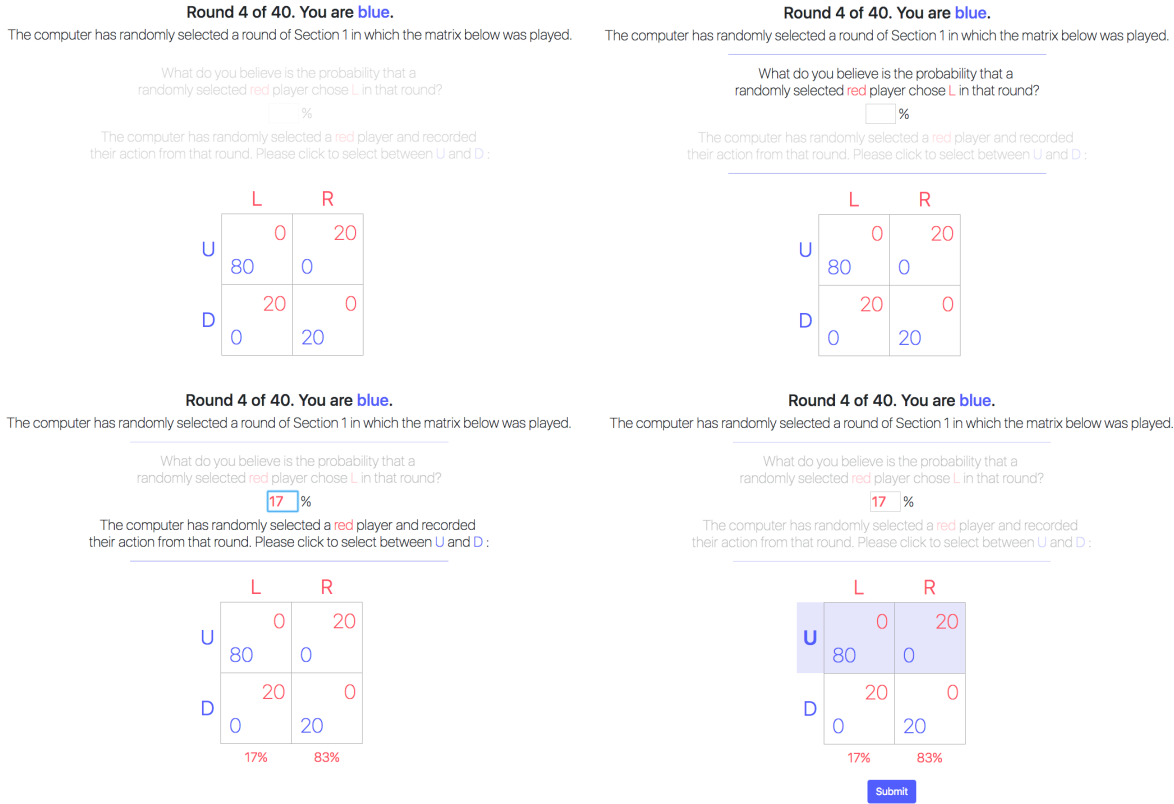 Round 4 of 40. You are blue.
The computer has randomly selected a round of Section 1 in which the matrix below was played.
What do you believe is the probability that a
randomly selected red player chose L in that round?
%
The computer has randomly selected a red player and recorded
their action from that round. Please click to select between U and D :
L R
0 20
U
80 0
20 0
D
0 20
Round 4 of 40. You are blue.
The computer has randomly selected a round of Section 1 in which the matrix below was played.
What do you believe is the probability that a
randomly selected red player chose L in that round?
%
The computer has randomly selected a red player and recorded
their action from that round. Please click to select between U and D :
L R
0 20
U
80 0
20 0
D
0 20
Round 4 of 40. You are blue.
The computer has randomly selected a round of Section 1 in which the matrix below was played.
What do you believe is the probability that a
randomly selected red player chose L in that round?
17 %
The computer has randomly selected a red player and recorded
their action from that round. Please click to select between U and D :
L R
0 20
U
80 0
20 0
D
0 20
17% 83%
Round 4 of 40. You are blue.
The computer has randomly selected a round of Section 1 in which the matrix below was played.
What do you believe is the probability that a
randomly selected red player chose L in that round?
17 %
The computer has randomly selected a red player and recorded
their action from that round. Please click to select between U and D :
L R
0 20
U
80 0
20 0
D
0 20
17% 83%
Submit